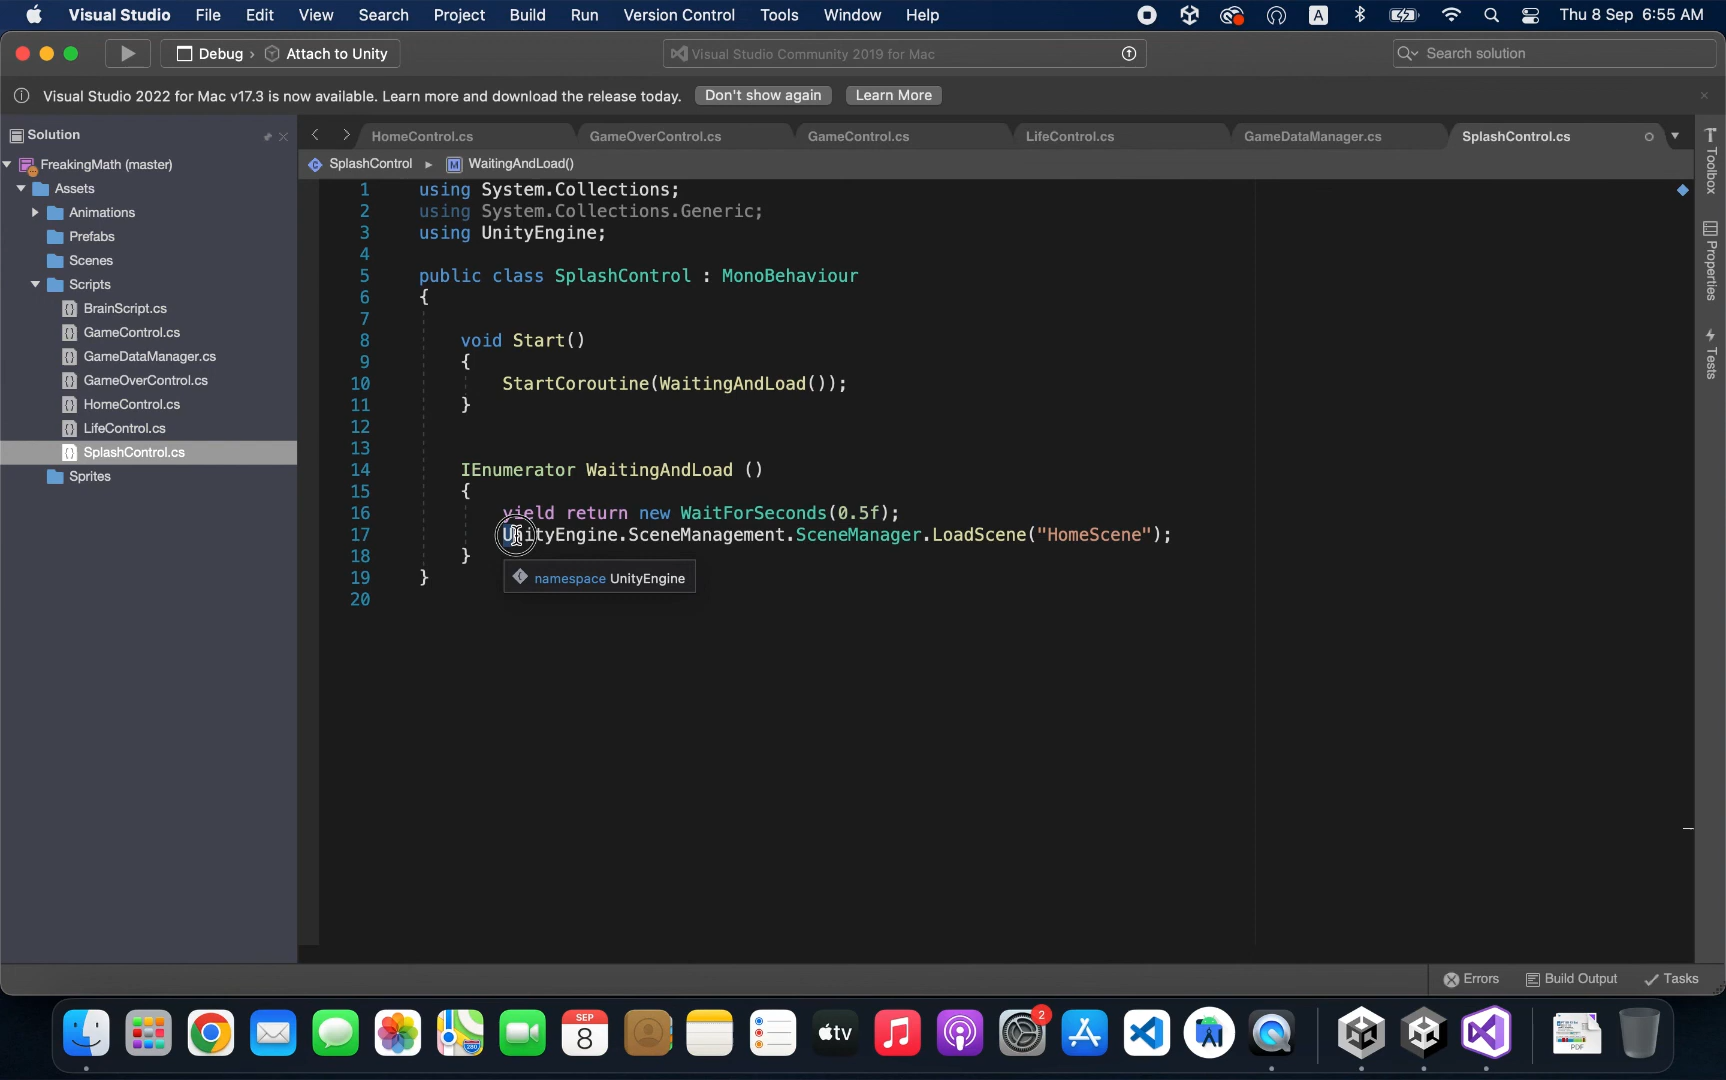 Visual Studio File Edit View Search Project Build Run Version Control Tools Window Help A Thu 8 Sep 6:55 AM
Debug › Attach to Unity Visual Studio Community 2019 for Mac Search solution
Visual Studio 2022 for Mac v17.3 is now available. Learn more and download the release today. Don't show again Learn More
Solution
HomeControl.cs GameOverControl.cs GameControl.cs LifeControl.cs GameDataManager.cs SplashControl.cs
SplashControl M WaitingAndLoad()
FreakingMath (master)
Assets
Animations
Prefabs
Scenes
Scripts
BrainScript.cs
GameControl.cs
GameDataManager.cs
GameOverControl.cs
HomeControl.cs
LifeControl.cs
SplashControl.cs
Sprites
1 using System.Collections;
2 using System.Collections.Generic;
3 using UnityEngine;
4
5 public class SplashControl : MonoBehaviour
6 {
7
8 void Start()
9 {
10 StartCoroutine(WaitingAndLoad());
11 }
12
13
14 IEnumerator WaitingAndLoad ()
15 {
16 yield return new WaitForSeconds(0.5f);
17 UnityEngine.SceneManagement.SceneManager.LoadScene("HomeScene");
18 }
19 }
20
namespace UnityEngine
Toolbox
Properties
Tests
Errors Build Output Tasks
SEP
8
tv
2
PDF